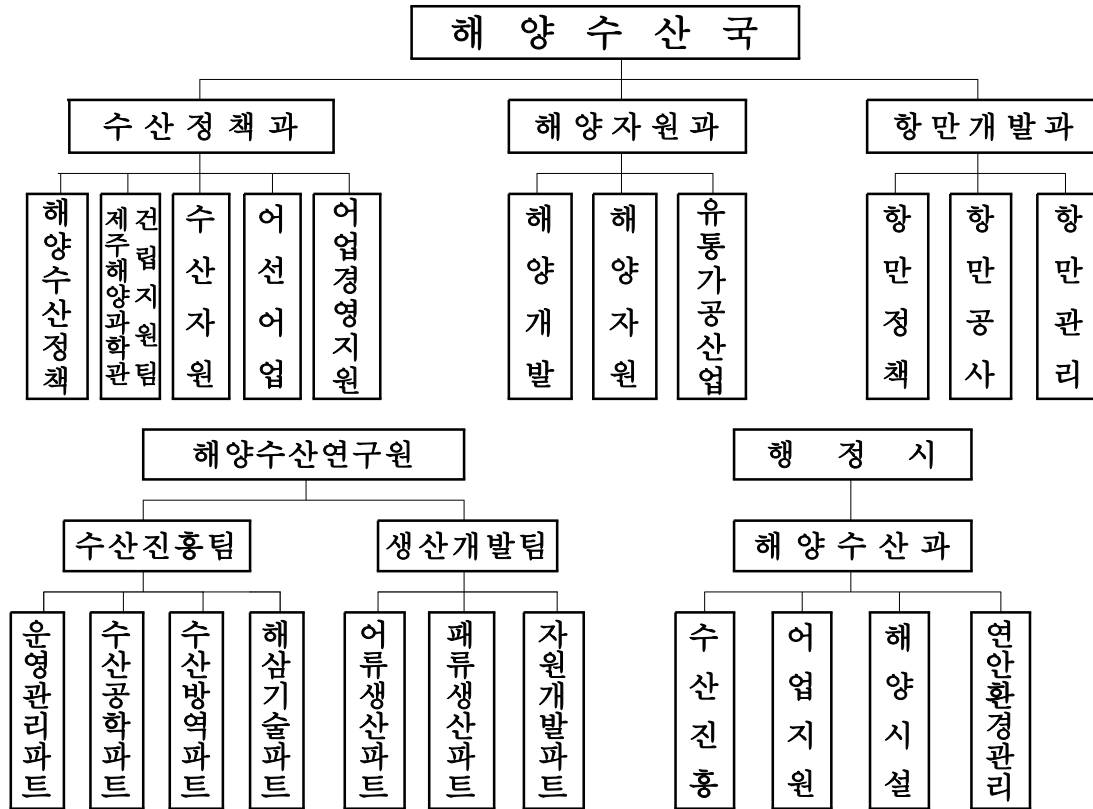 해양수산국
수산정책과
해양자원과
항만개발과
해양수산정책
제주해양과학관
건립지원팀
수산자원
어선어업
어업경영지원
해양개발
해양자원
유통가공산업
항만정책
항만공사
항만관리
해양수산연구원
행정시
수산진흥팀
생산개발팀
해양수산과
운영관리파트
수산공학파트
수산방역파트
해삼기술파트
어류생산파트
패류생산파트
자원개발파트
수산진흥
어업지원
해양시설
연안환경관리